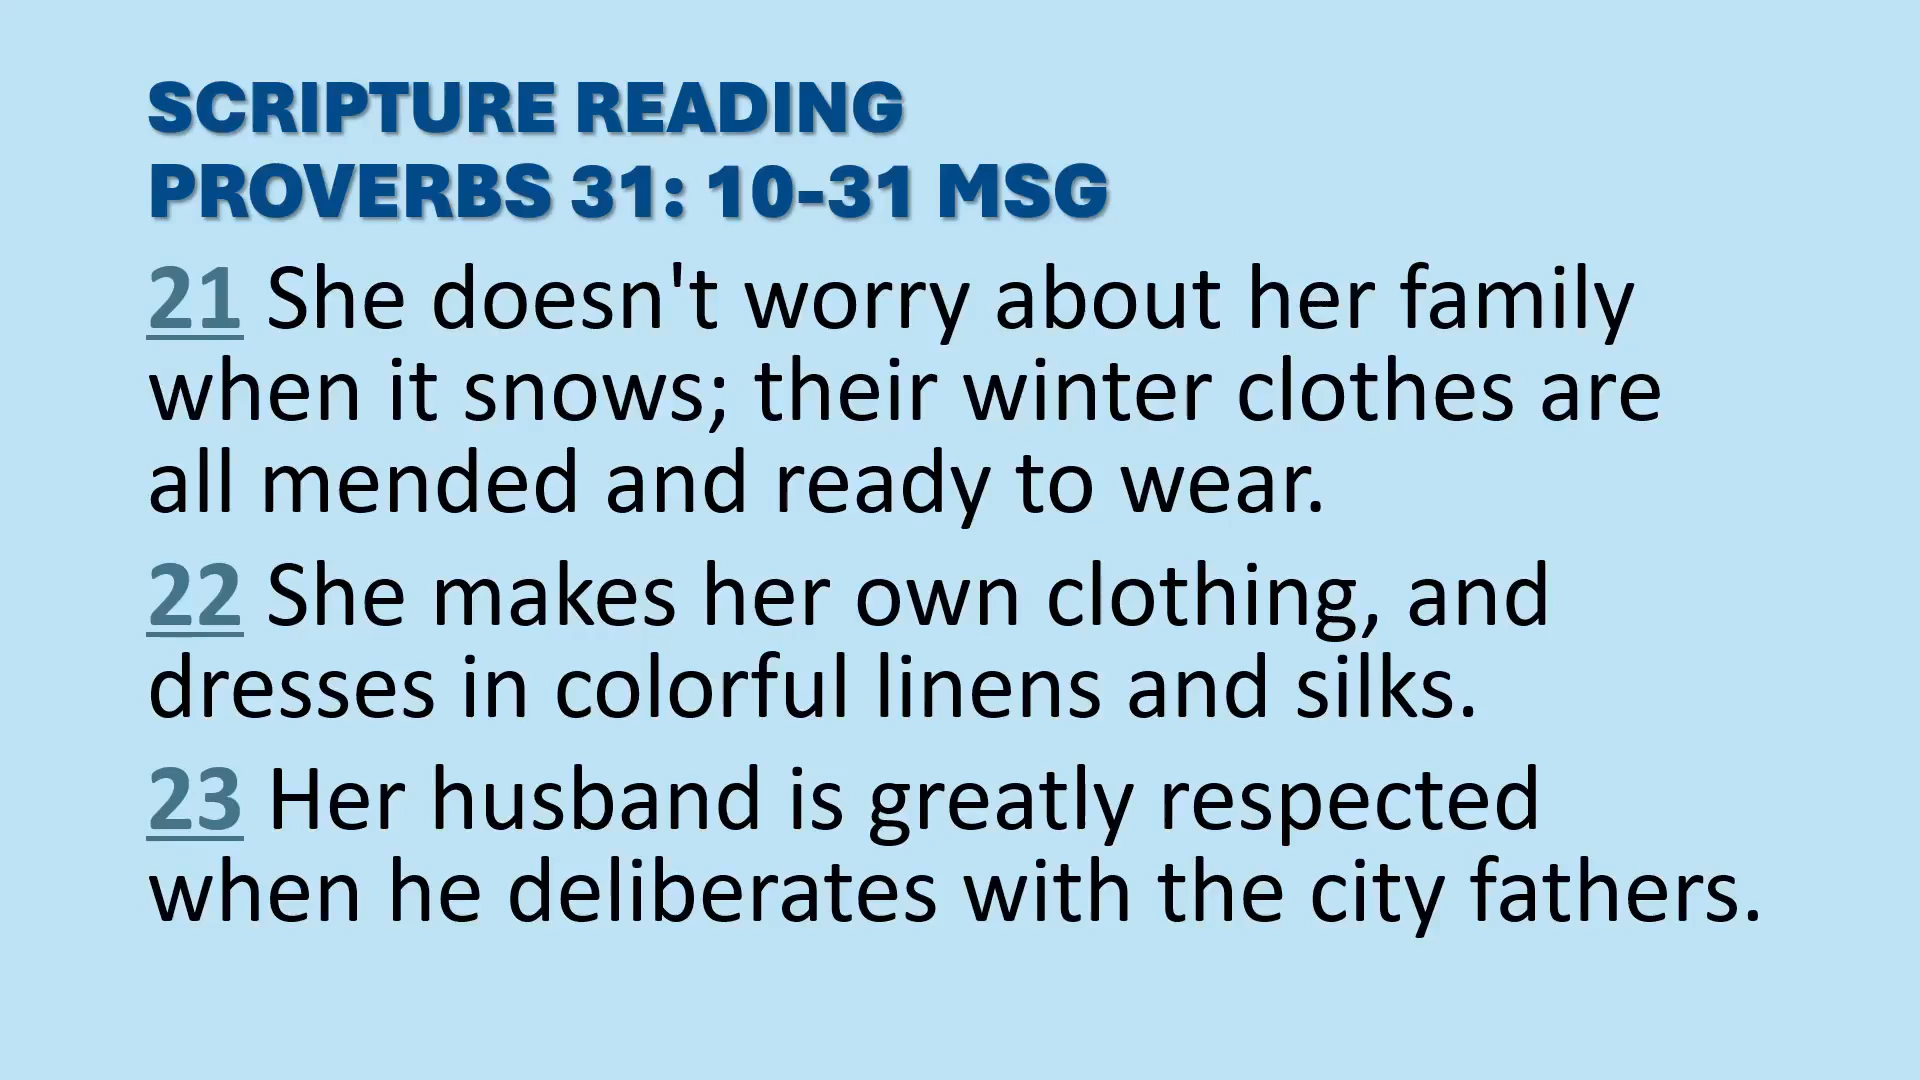 SCRIPTURE READING
PROVERBS 31: 10-31 MSG
21 She doesn't worry about her family
when it snows; their winter clothes are
all mended and ready to wear.
22 She makes her own clothing, and
dresses in colorful linens and silks.
23 Her husband is greatly respected
when he deliberates with the city fathers.